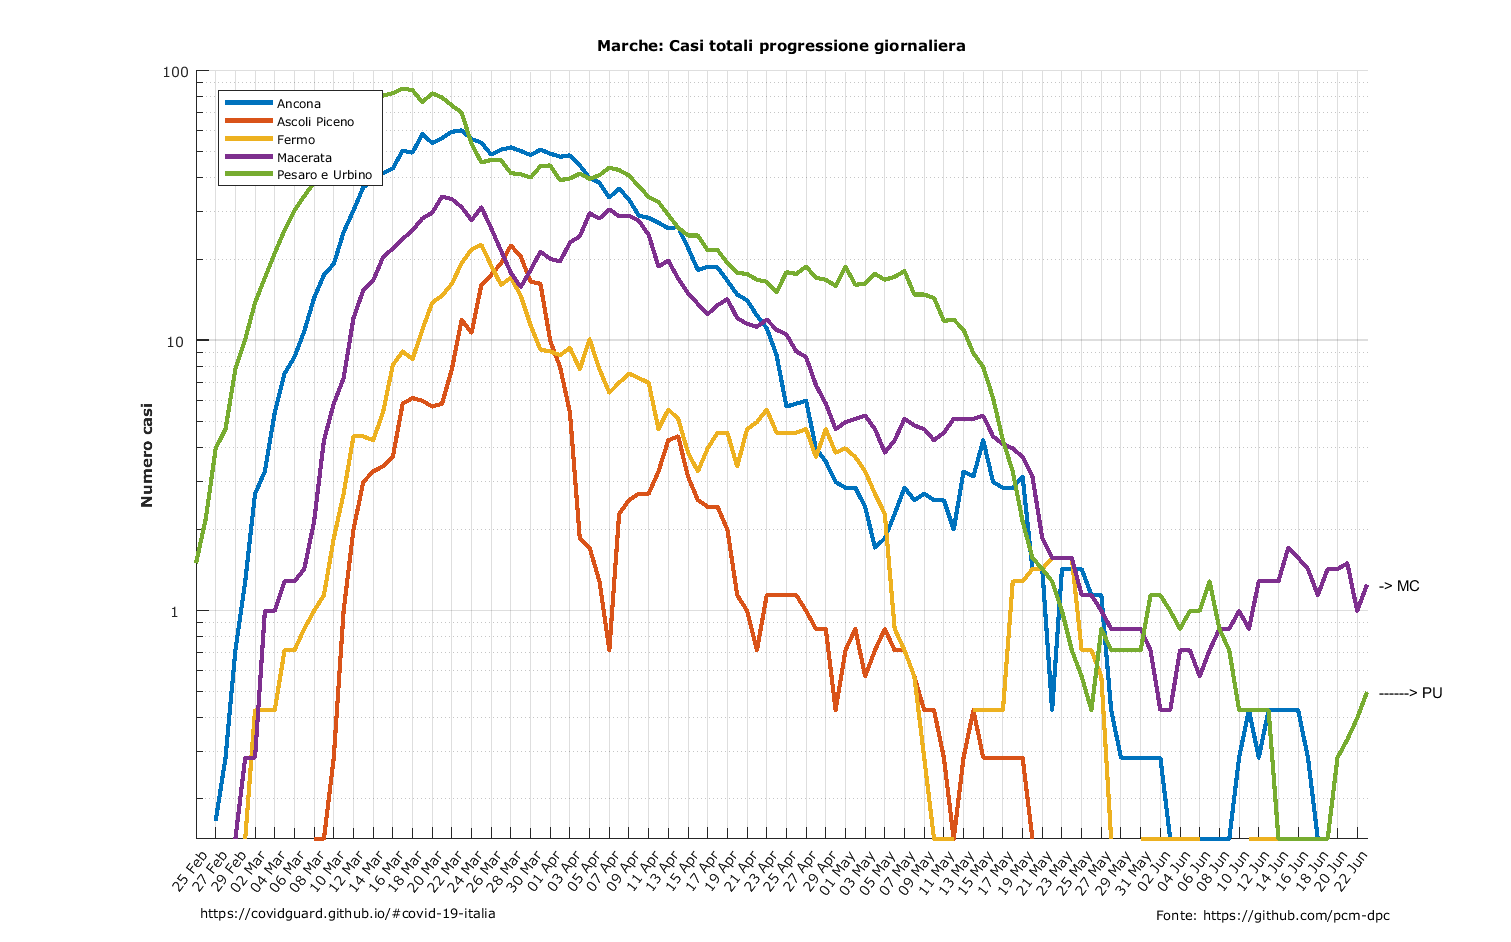 Marche: Casi totali progressione giornaliera
100
10
1
Numero casi
Ancona
Ascoli Piceno
Fermo
Macerata
Pesaro e Urbino
-> MC
------> PU
25 Feb
27 Feb
29 Feb
02 Mar
04 Mar
06 Mar
08 Mar
10 Mar
12 Mar
14 Mar
16 Mar
18 Mar
20 Mar
22 Mar
24 Mar
26 Mar
28 Mar
30 Mar
01 Apr
03 Apr
05 Apr
07 Apr
09 Apr
11 Apr
13 Apr
15 Apr
17 Apr
19 Apr
21 Apr
23 Apr
25 Apr
27 Apr
29 Apr
01 May
03 May
05 May
07 May
09 May
11 May
13 May
15 May
17 May
19 May
21 May
23 May
25 May
27 May
29 May
31 May
02 Jun
04 Jun
06 Jun
08 Jun
10 Jun
12 Jun
14 Jun
16 Jun
18 Jun
20 Jun
22 Jun
https://covidguard.github.io/#covid-19-italia
Fonte: https://github.com/pcm-dpc